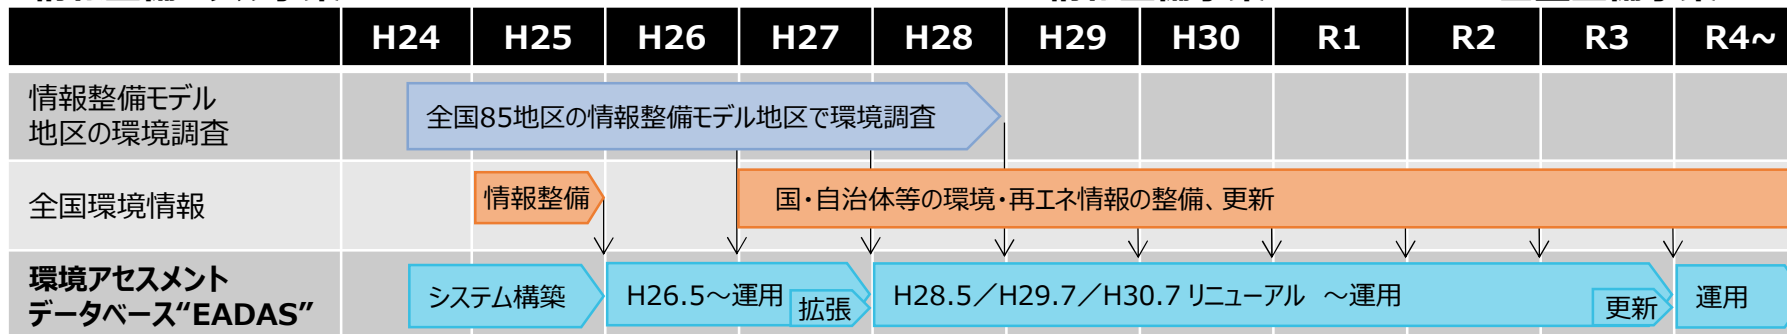 H24 H25 H26 H27 H28 H29 H30 R1 R2 R3 R4~
情報整備モデル
地区の環境調査
全国85地区の情報整備モデル地区で環境調査
全国環境情報
情報整備
国・自治体等の環境・再エネ情報の整備、更新
環境アセスメント
データベース“EADAS”
システム構築
H26.5～運用
拡張
H28.5／H29.7／H30.7 リニューアル ～運用
更新
運用